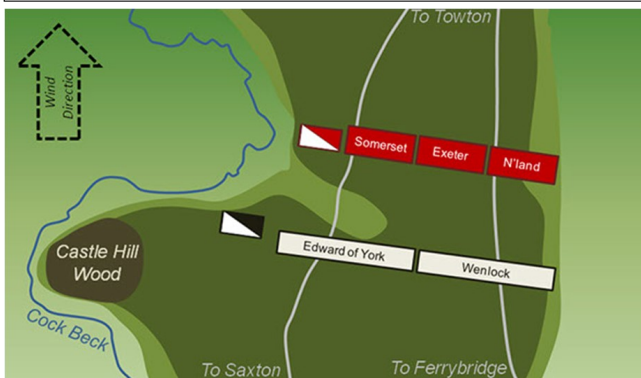 To Towton
Wind
Direction
Somerset
Exeter
N'land
Castle Hill
Wood
Edward of York
Wenlock
Cock Beck
To Saxton
To Ferrybridge